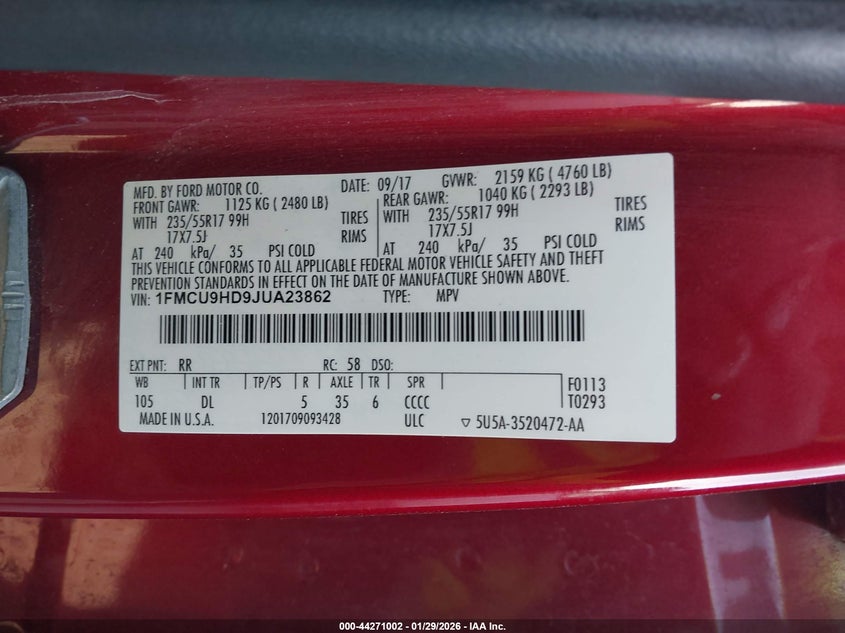 MFD. BY FORD MOTOR CO. DATE: 09/17 GVWR: 2159 KG ( 4760 LB)
FRONT GAWR: 1125 KG ( 2480 LB) REAR GAWR: 1040 KG ( 2293 LB)
WITH 235/55R17 99H TIRES WITH 235/55R17 99H TIRES
17X7.5J RIMS 17X7.5J RIMS
AT 240 kPa/ 35 PSI COLD AT 240 kPa/ 35 PSI COLD
THIS VEHICLE CONFORMS TO ALL APPLICABLE FEDERAL MOTOR VEHICLE SAFETY AND THEFT
PREVENTION STANDARDS IN EFFECT ON THE DATE OF MANUFACTURE SHOWN ABOVE.
VIN: 1FMCU9HD9JUA23862 TYPE: MPV
EXT PNT: RR RC: 58 DSO:
WB INT TR TP/PS R AXLE TR SPR F0113
105 DL 5 35 6 CCCC T0293
MADE IN U.S.A. 1201709093428 ULC ▽ 5U5A-3520472-AA
000-44271002 - 01/29/2026 - IAA Inc.